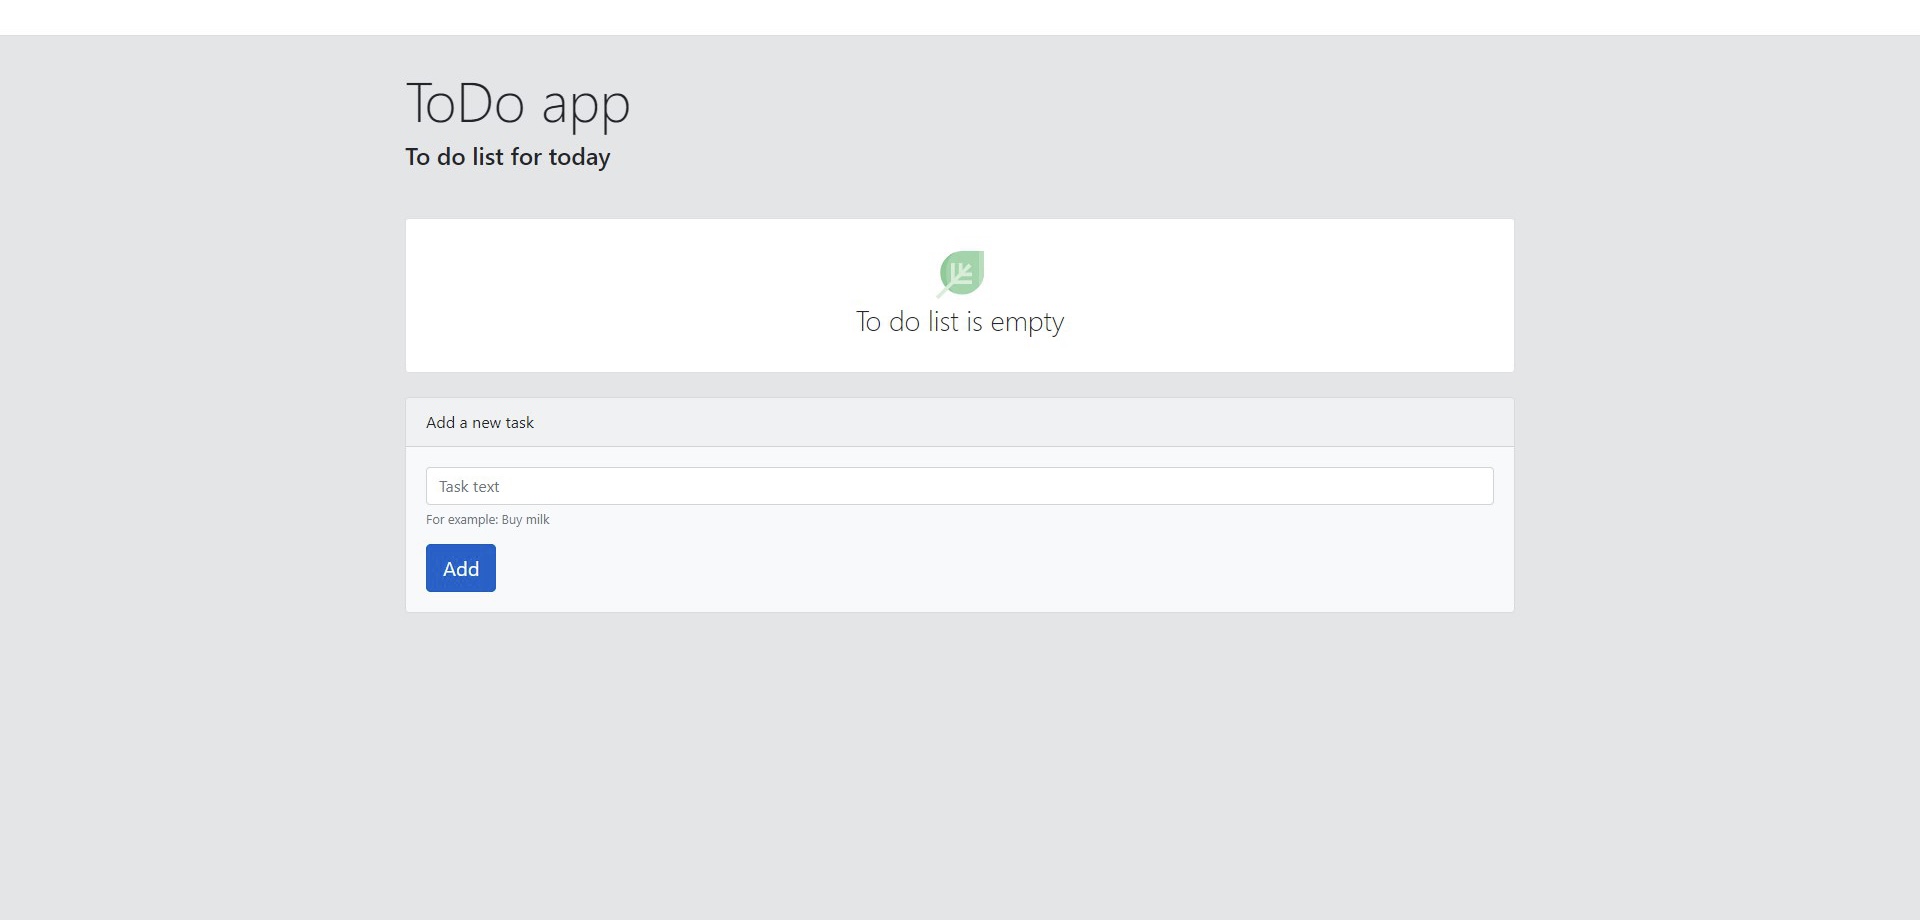 ToDo app
To do list for today
To do list is empty
Add a new task
Task text
For example: Buy milk
Add